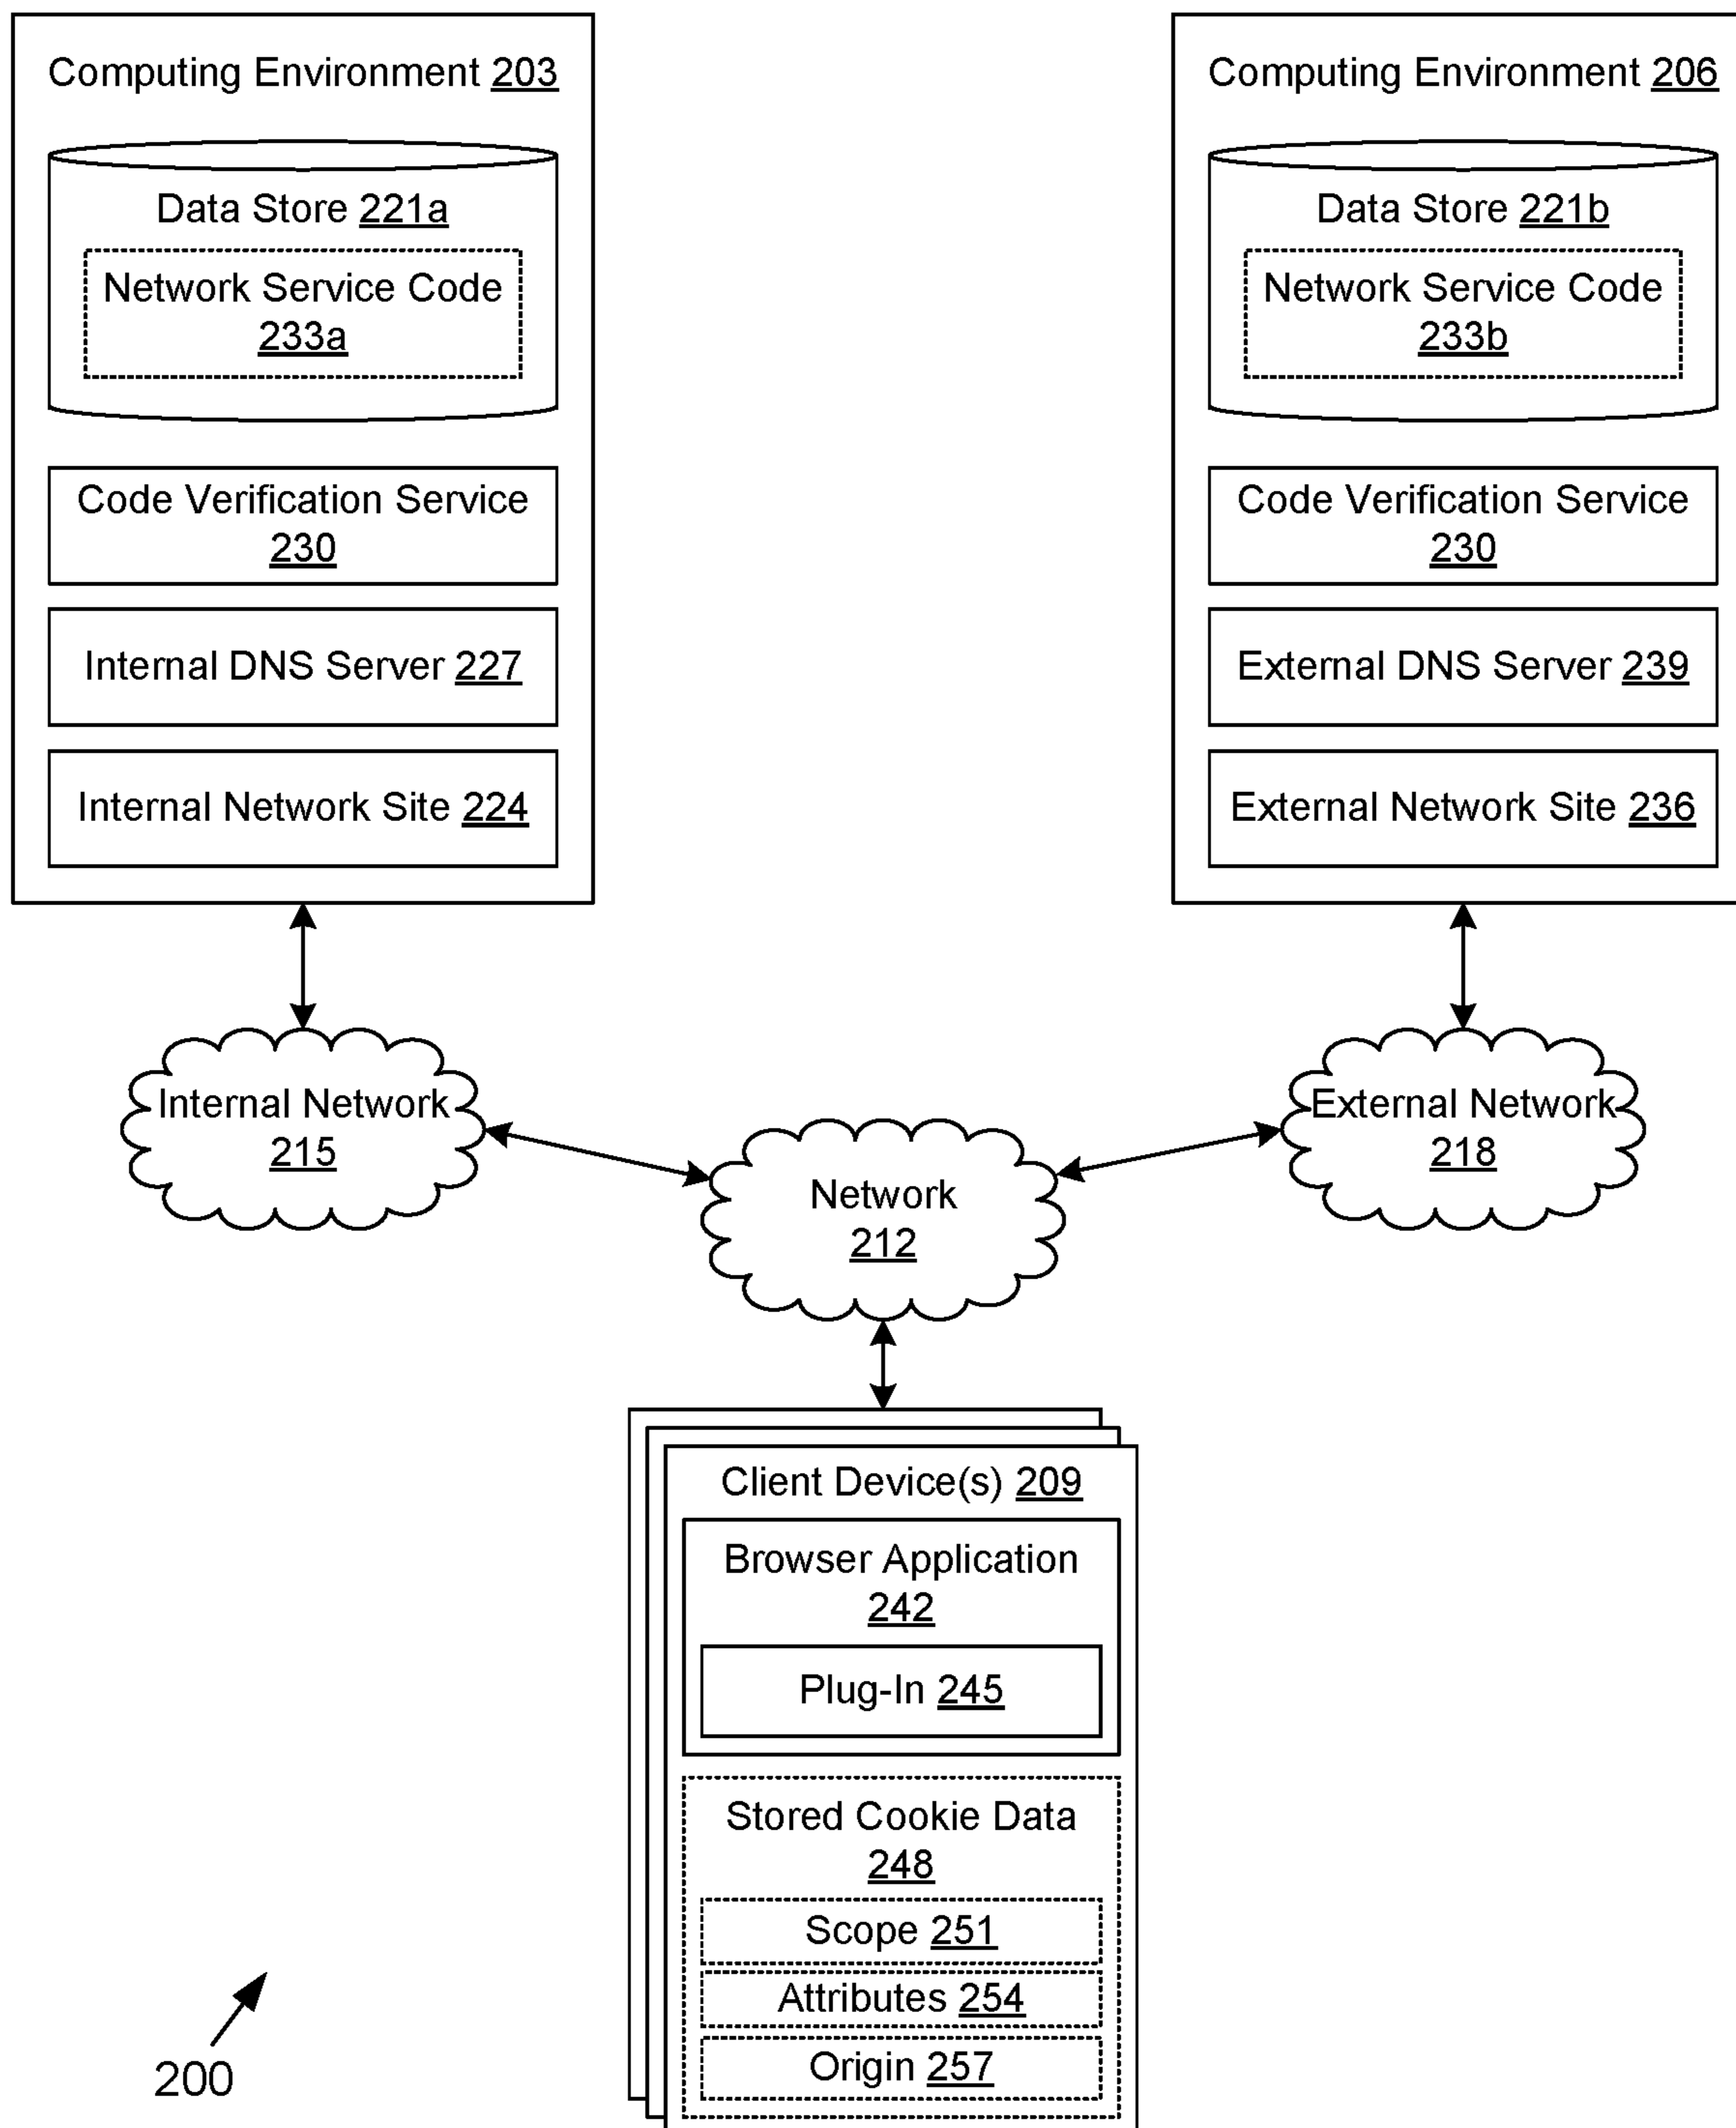 Computing Environment 203
Data Store 221a
Network Service Code
233a
Code Verification Service
230
Internal DNS Server 227
Internal Network Site 224
Computing Environment 206
Data Store 221b
Network Service Code
233b
Code Verification Service
230
External DNS Server 239
External Network Site 236
Internal Network
215
External Network
218
Network
212
Client Device(s) 209
Browser Application
242
Plug-In 245
Stored Cookie Data
248
Scope 251
Attributes 254
Origin 257
200